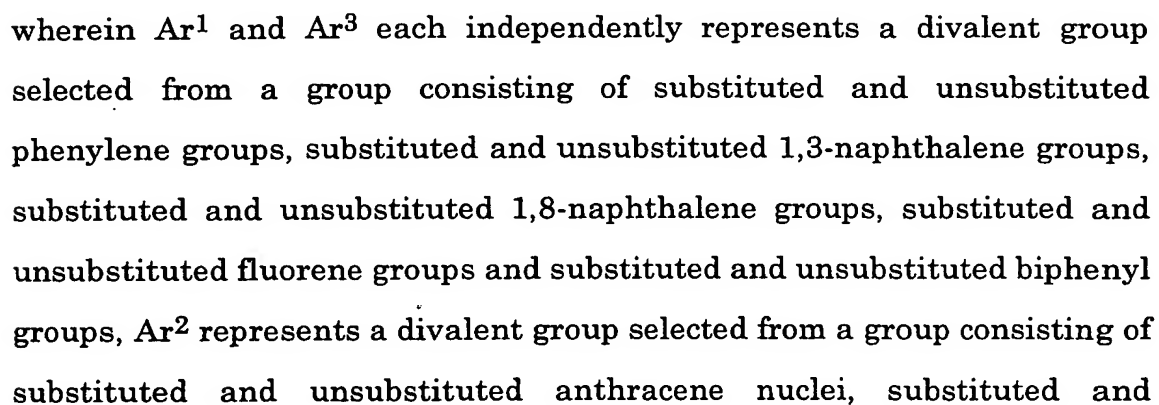 wherein Ar¹ and Ar³ each independently represents a divalent group
selected from a group consisting of substituted and unsubstituted
phenylene groups, substituted and unsubstituted 1,3-naphthalene groups,
substituted and unsubstituted 1,8-naphthalene groups, substituted and
unsubstituted fluorene groups and substituted and unsubstituted biphenyl
groups, Ar² represents a divalent group selected from a group consisting of
substituted and unsubstituted anthracene nuclei, substituted and